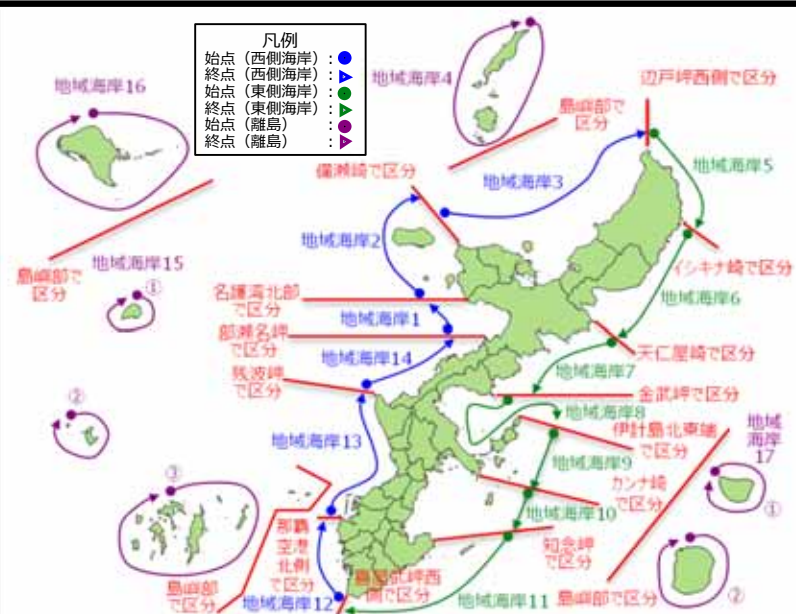 凡例
始点（西側海岸）:
終点（西側海岸）:
始点（東側海岸）:
終点（東側海岸）:
始点（離島）:
終点（離島）:
地域海岸4
辺戸岬西側で区分
地域海岸16
島嶼部で
区分
備瀬崎で区分
地域海岸3
地域海岸5
地域海岸2
島嶼部で
区分
地域海岸15
①
イシキナ崎で区分
名護湾北部
で区分
地域海岸6
地域海岸1
部瀬名岬
で区分
地域海岸14
天仁屋崎で区分
残波岬
で区分
地域海岸7
金武岬で区分
②
地域海岸8
伊計島北東端
で区分
地域
海岸
17
地域海岸13
地域海岸9
カンナ崎
で区分
③
①
地域海岸10
那覇
空港
北側
で区分
知念岬
で区分
島嶼部
で区分
島嶼部で区分
②
側で区分
地域海岸12
地域海岸11